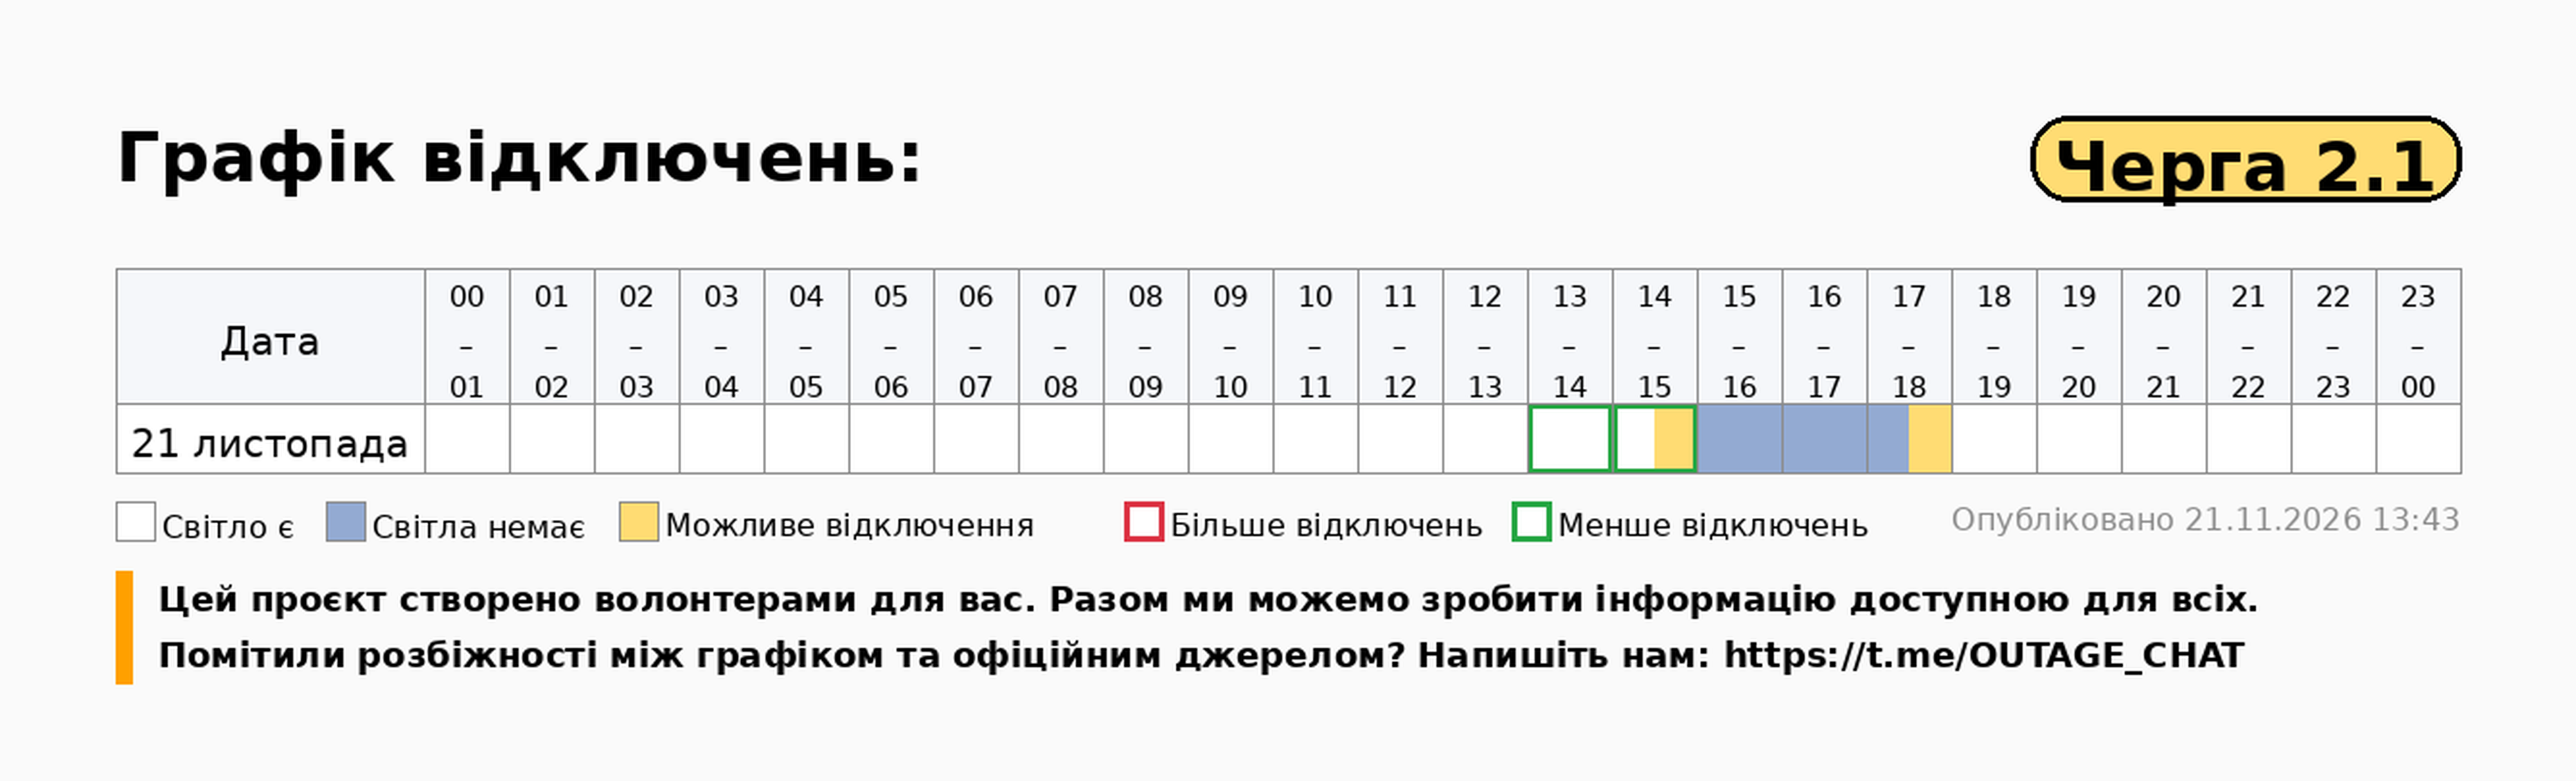 Графік відключень:
Черга 2.1
Дата
00 – 01
01 – 02
02 – 03
03 – 04
04 – 05
05 – 06
06 – 07
07 – 08
08 – 09
09 – 10
10 – 11
11 – 12
12 – 13
13 – 14
14 – 15
15 – 16
16 – 17
17 – 18
18 – 19
19 – 20
20 – 21
21 – 22
22 – 23
23 – 00
21 листопада
Світло є
Світла немає
Можливе відключення
Більше відключень
Менше відключень
Опубліковано 21.11.2026 13:43
Цей проєкт створено волонтерами для вас. Разом ми можемо зробити інформацію доступною для всіх.
Помітили розбіжності між графіком та офіційним джерелом? Напишіть нам: https://t.me/OUTAGE_CHAT